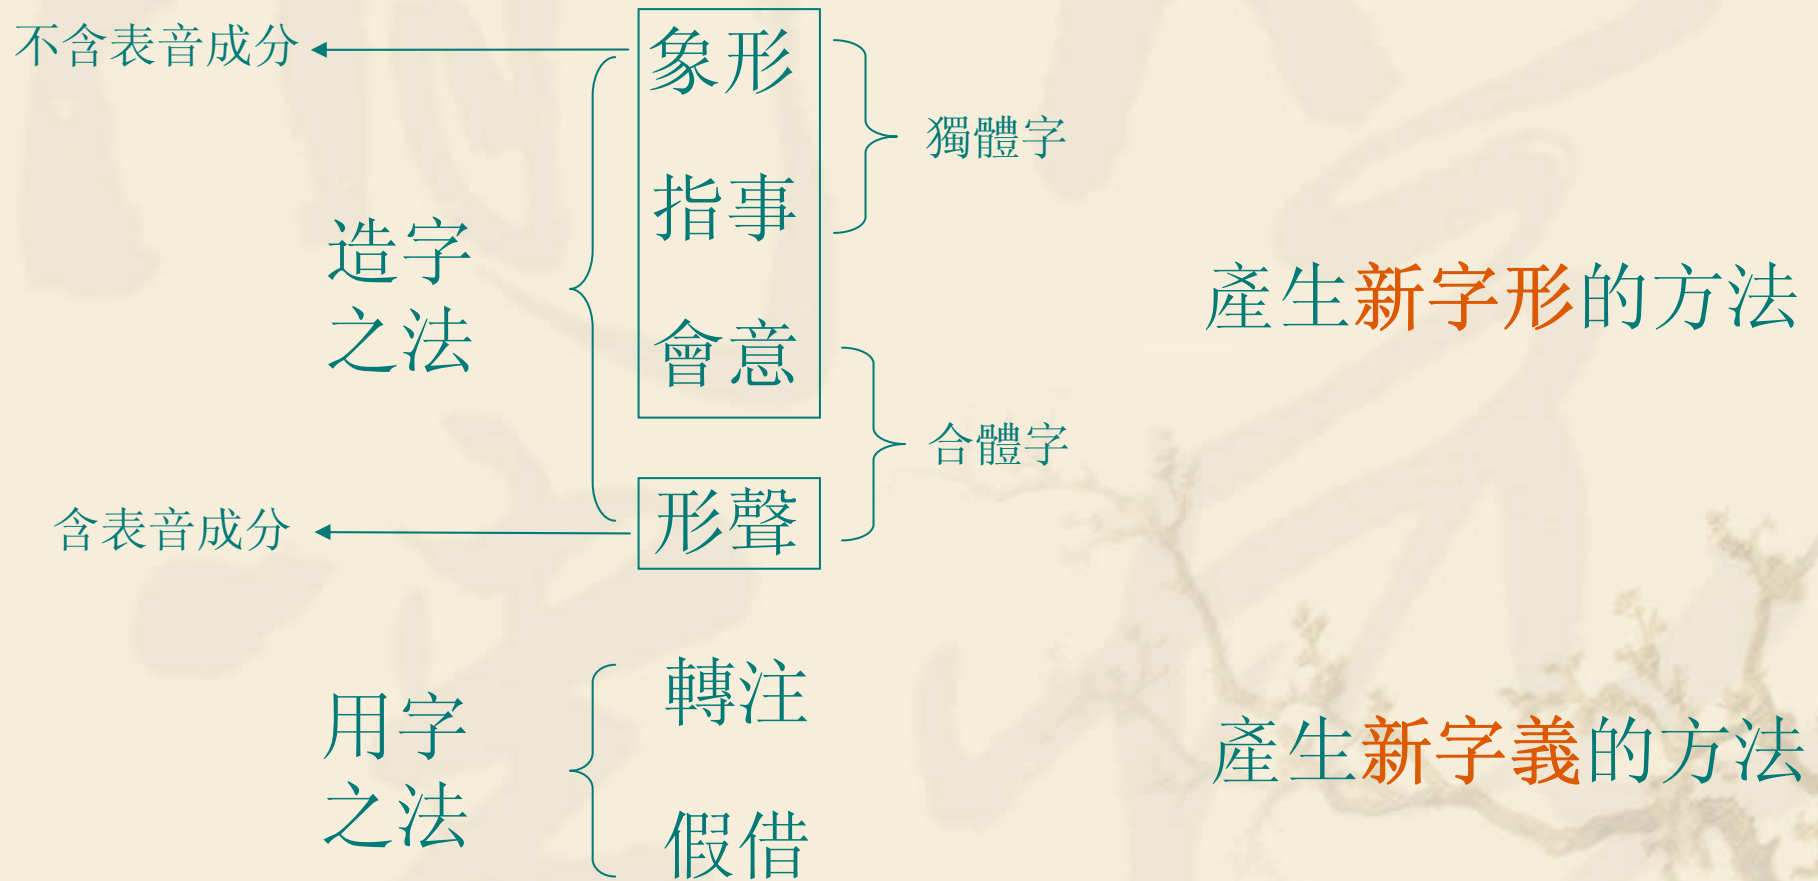 不含表音成分
象形
獨體字
指事
造字
之法
產生新字形的方法
會意
合體字
形聲
含表音成分
轉注
用字
之法
產生新字義的方法
假借